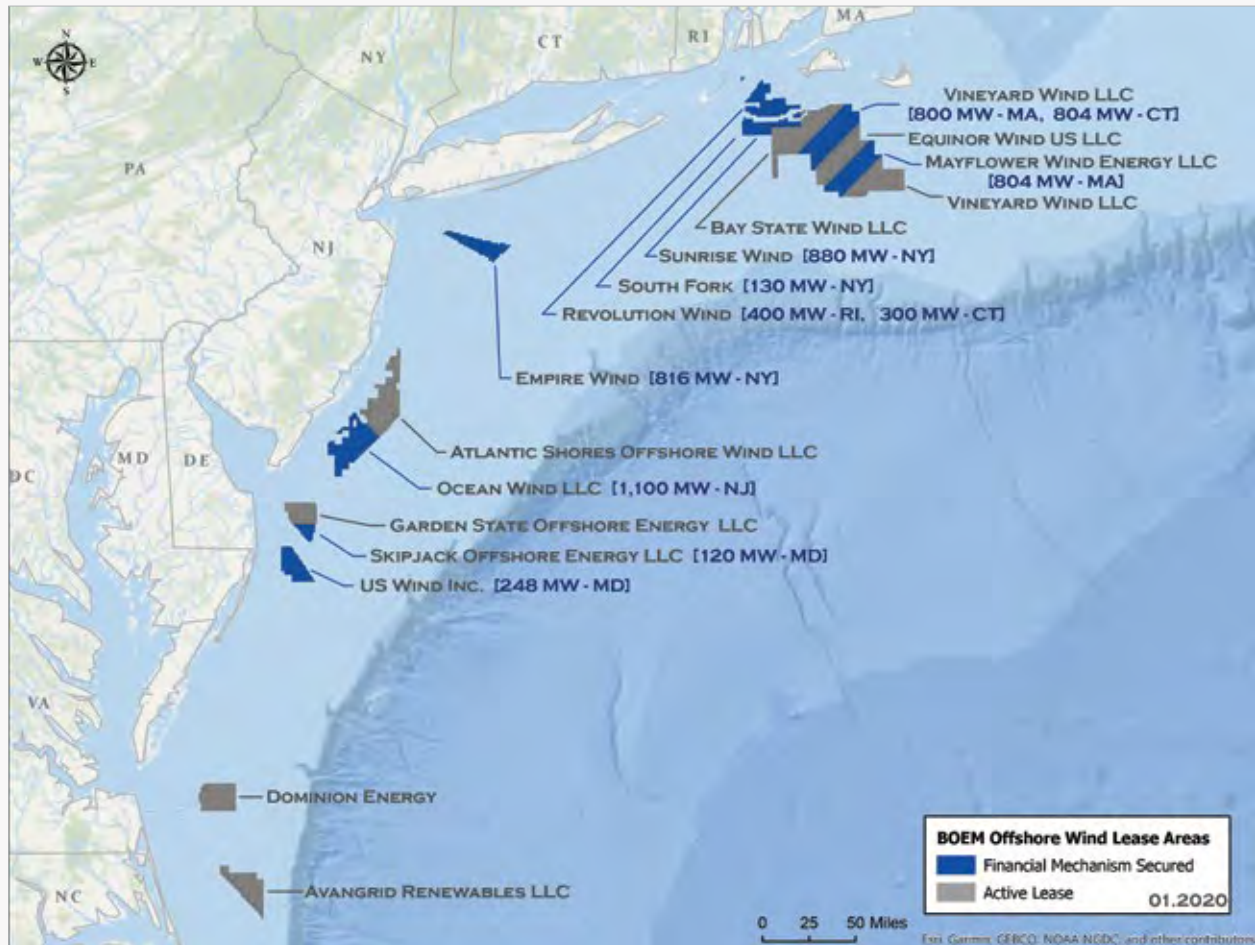 MA
N
W E
S
NY
CT
RI
VINEYARD WIND LLC
[800 MW - MA, 804 MW - CT]
EQUINOR WIND US LLC
MAYFLOWER WIND ENERGY LLC
[804 MW - MA]
VINEYARD WIND LLC
PA
BAY STATE WIND LLC
SUNRISE WIND [880 MW - NY]
SOUTH FORK [130 MW - NY]
REVOLUTION WIND [400 MW - RI, 300 MW - CT]
NJ
EMPIRE WIND [816 MW - NY]
ATLANTIC SHORES OFFSHORE WIND LLC
MD
DE
DC
OCEAN WIND LLC [1,100 MW - NJ]
GARDEN STATE OFFSHORE ENERGY LLC
SKIPJACK OFFSHORE ENERGY LLC [120 MW - MD]
US WIND INC. [248 MW - MD]
VA
DOMINION ENERGY
AVANGRID RENEWABLES LLC
NC
BOEM Offshore Wind Lease Areas
Financial Mechanism Secured
Active Lease
01.2020
0 25 50 Miles
Esri, Garmin, GEBCO, NOAA NGDC, and other contributors